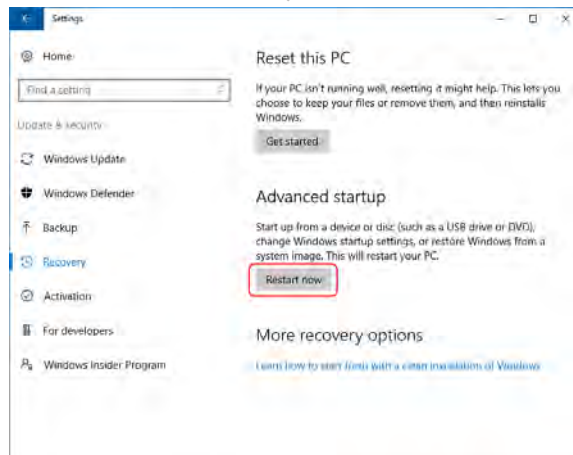 Settings
Home
Find a setting
Update & security
Windows Update
Windows Defender
Backup
Recovery
Activation
For developers
Windows Insider Program
Reset this PC
If your PC isn't running well, resetting it might help. This lets you
choose to keep your files or remove them, and then reinstalls
Windows.
Get started
Advanced startup
Start up from a device or disc (such as a USB drive or DVD),
change Windows startup settings, or restore Windows from a
system image. This will restart your PC.
Restart now
More recovery options
Learn how to start fresh with a clean installation of Windows